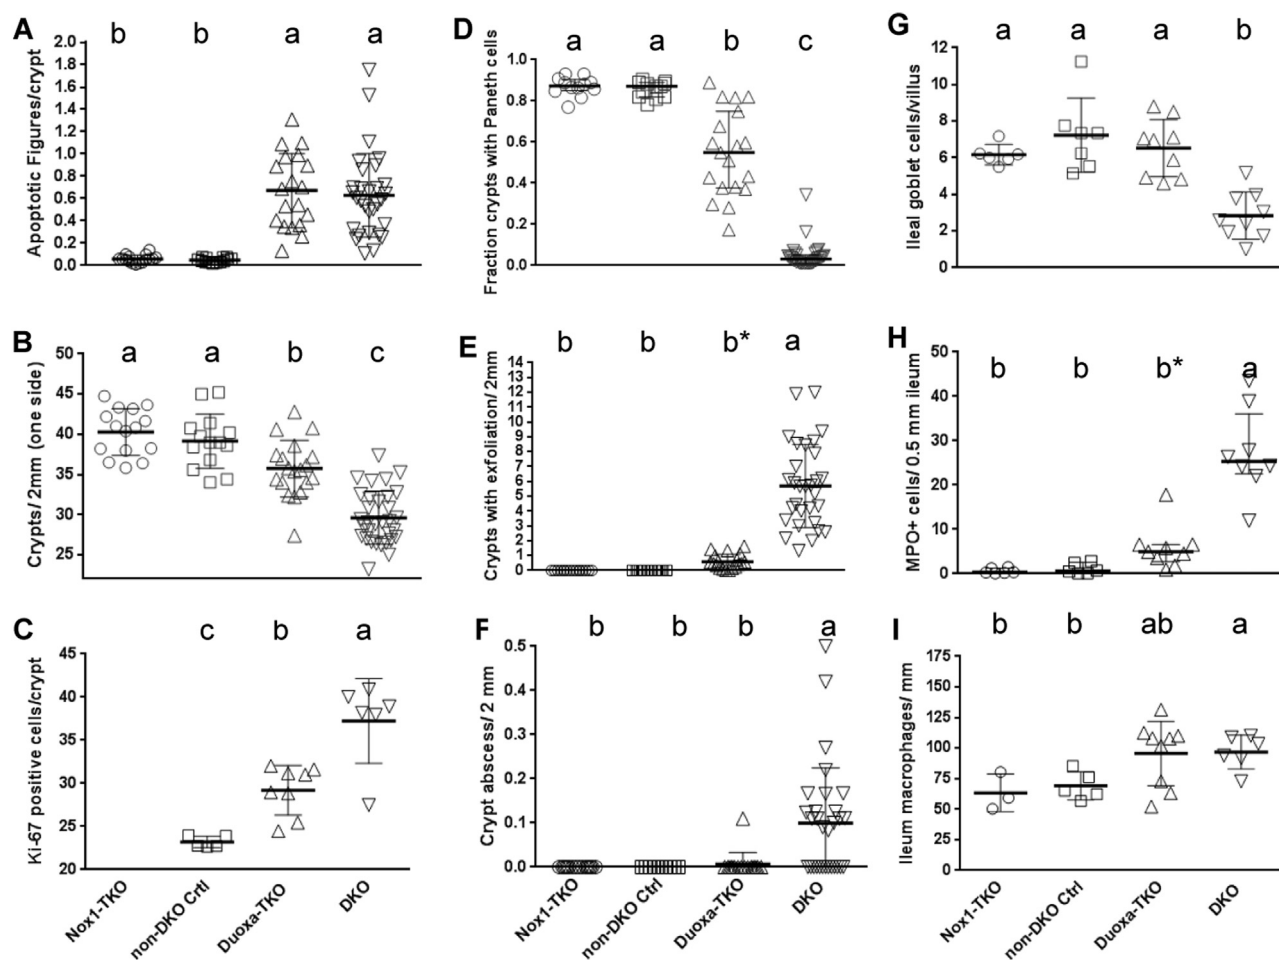 A
b b a a
Apoptotic Figures/crypt
2.0
1.8
1.6
1.4
1.2
1.0
0.8
0.6
0.4
0.2
0.0
B
a a b c
Crypts/ 2mm (one side)
50
45
40
35
30
25
C
c b a
Ki-67 positive cells/crypt
45
40
35
30
25
20
Nox1-TKO
non-DKO Crtl
Duoxa-TKO
DKO
D
a a b c
Fraction crypts with Paneth cells
1.0
0.8
0.6
0.4
0.2
0.0
E
b b b* a
Crypts with exfoliation/ 2mm
14
13
12
11
10
9
8
7
6
5
4
3
2
1
0
F
b b b a
Crypt abscess/ 2 mm
0.5
0.4
0.3
0.2
0.1
0.0
Nox1-TKO
non-DKO Ctrl
Duoxa-TKO
DKO
G
a a a b
Ileal goblet cells/villus
12
10
8
6
4
2
0
H
b b b* a
MPO+ cells/ 0.5 mm ileum
50
40
30
20
10
0
I
b b ab a
Ileum macrophages/ mm
175
150
125
100
75
50
25
0
Nox1-TKO
non-DKO Ctrl
Duoxa-TKO
DKO